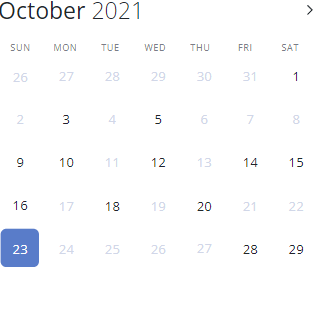 October 2021
SUN MON TUE WED THU FRI SAT
26 27 28 29 30 31 1
2 3 4 5 6 7 8
9 10 11 12 13 14 15
16 17 18 19 20 21 22
23 24 25 26 27 28 29